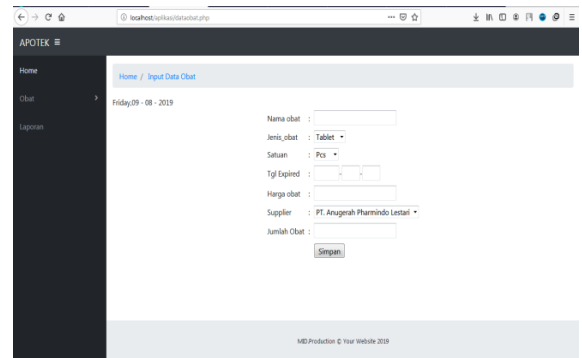 localhost/aplikasi/dataobat.php
APOTEK
Home
Obat
Laporan
Home / Input Data Obat
Friday,09 - 08 - 2019
Nama obat :
Jenis_obat : Tablet
Satuan : Pcs
Tgl Expired : - -
Harga obat :
Supplier : PT. Anugerah Pharmindo Lestari
Jumlah Obat :
Simpan
MID.Production © Your Website 2019